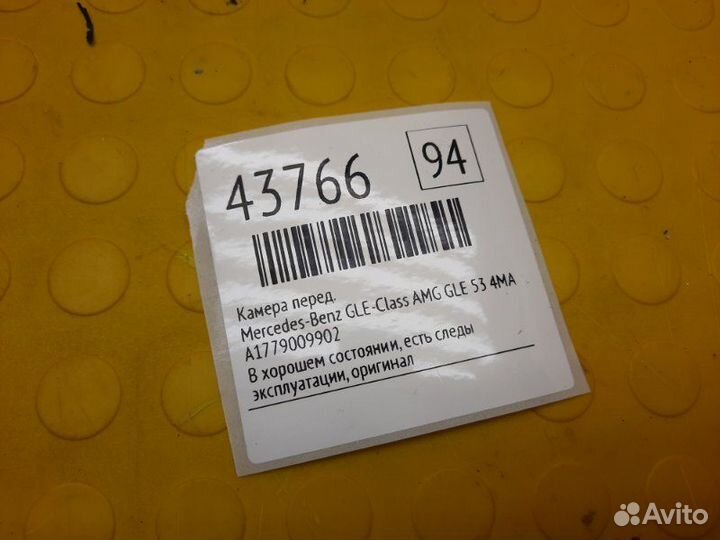 43766
94
Камера перед.
Mercedes-Benz GLE-Class AMG GLE 53 4MA
A1779009902
В хорошем состоянии, есть следы
эксплуатации, оригинал
Avito